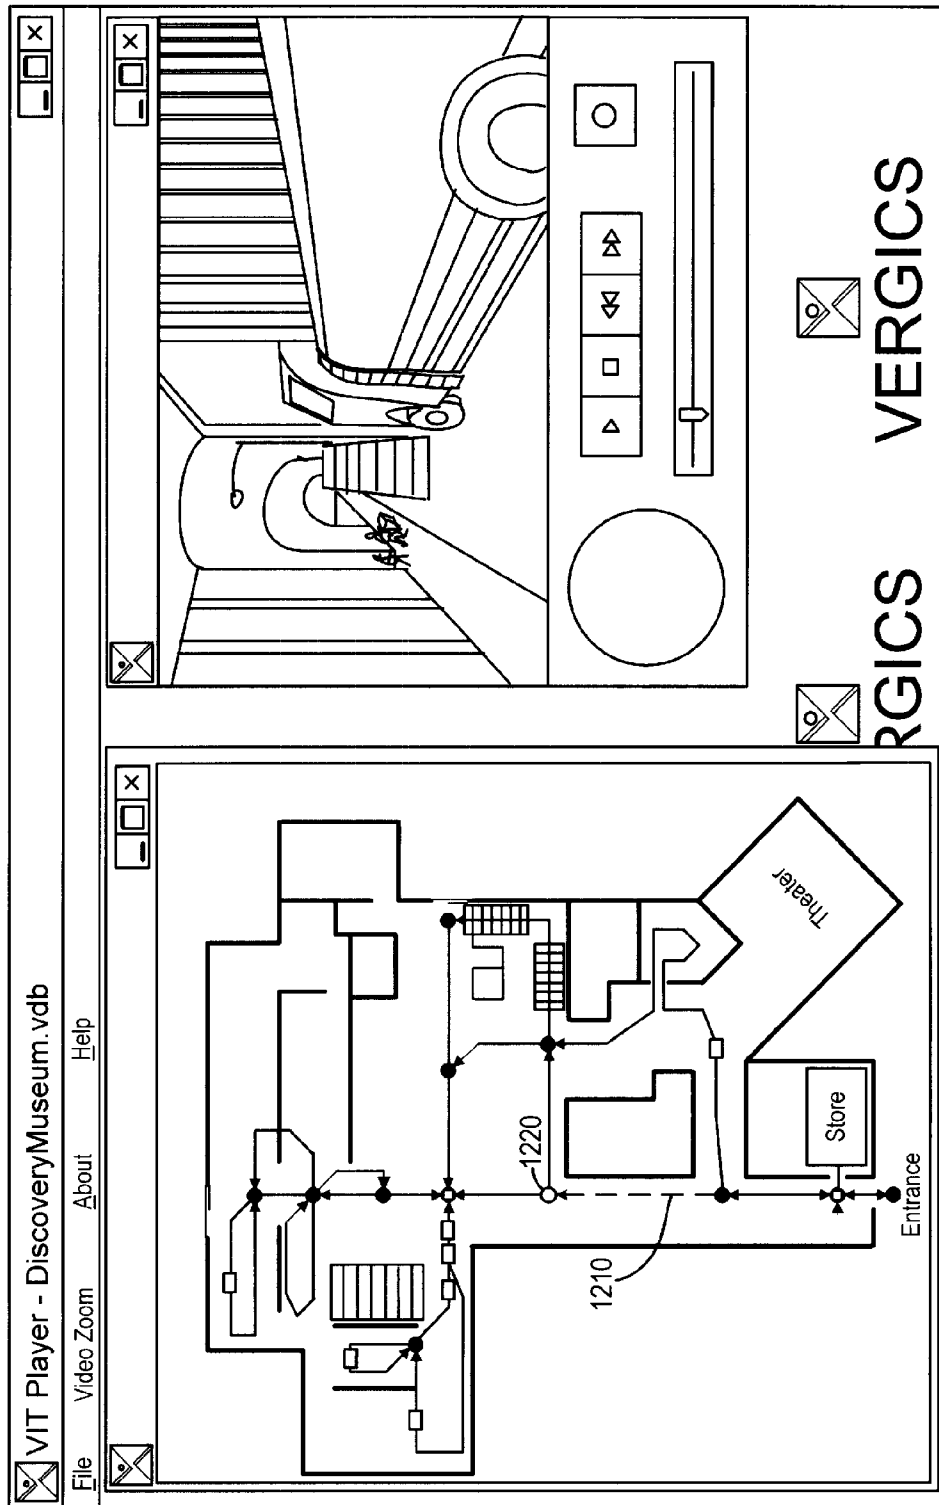 VIT Player - DiscoveryMuseum.vdb
File Video Zoom About Help
Theater
Store
Entrance
1220
1210
RGICS
VERGICS